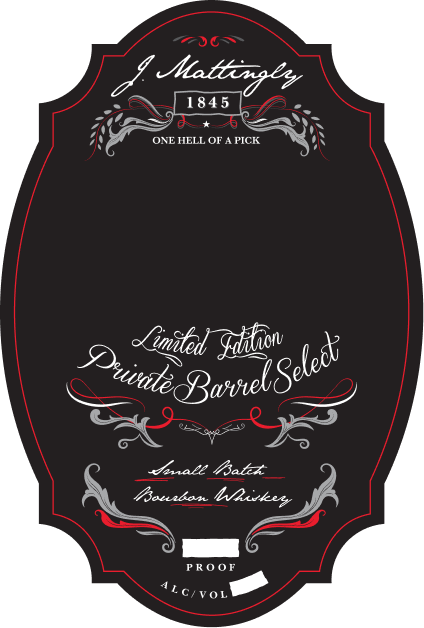 J. Mattingly
1845
ONE HELL OF A PICK
Limited Edition
Private Barrel Select
Small Batch
Bourbon Whiskey
PROOF
ALC/VOL